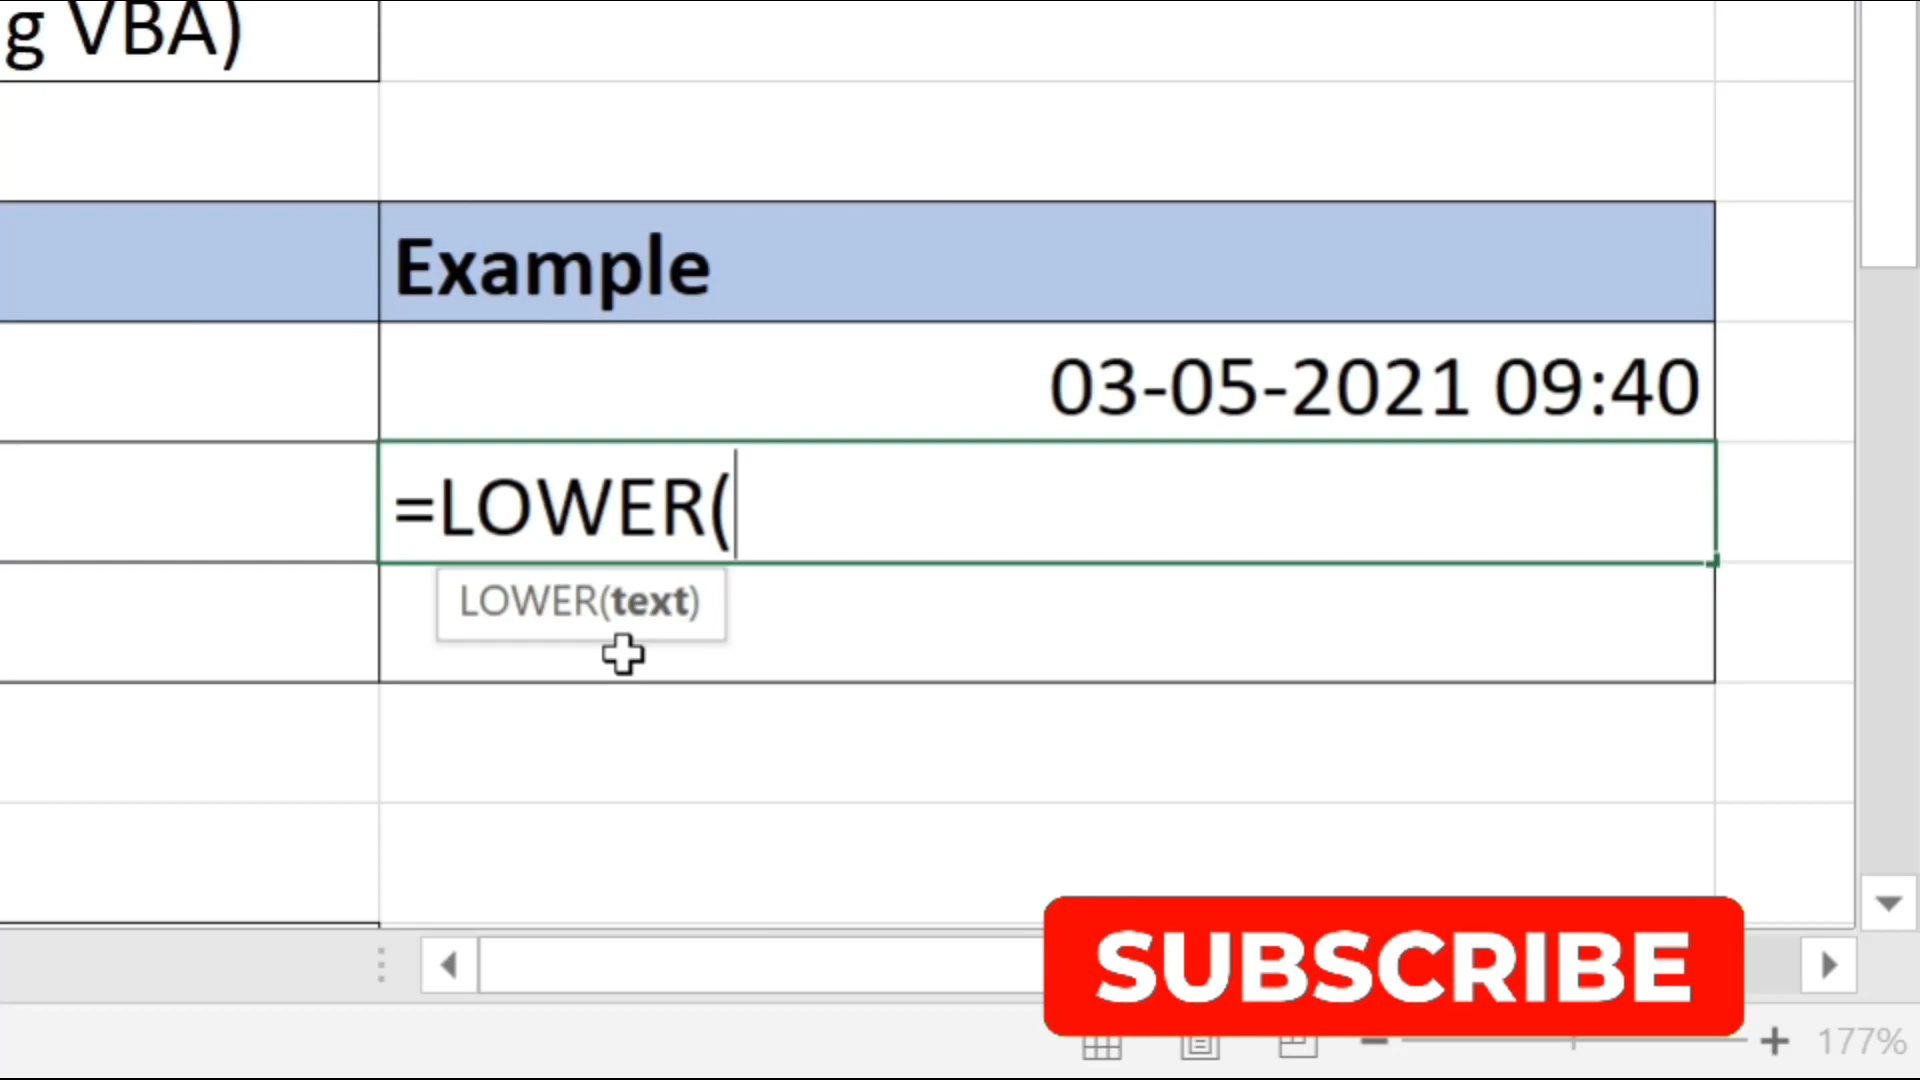 g VBA)
Example
03-05-2021 09:40
=LOWER(
LOWER(text)
SUBSCRIBE
177%